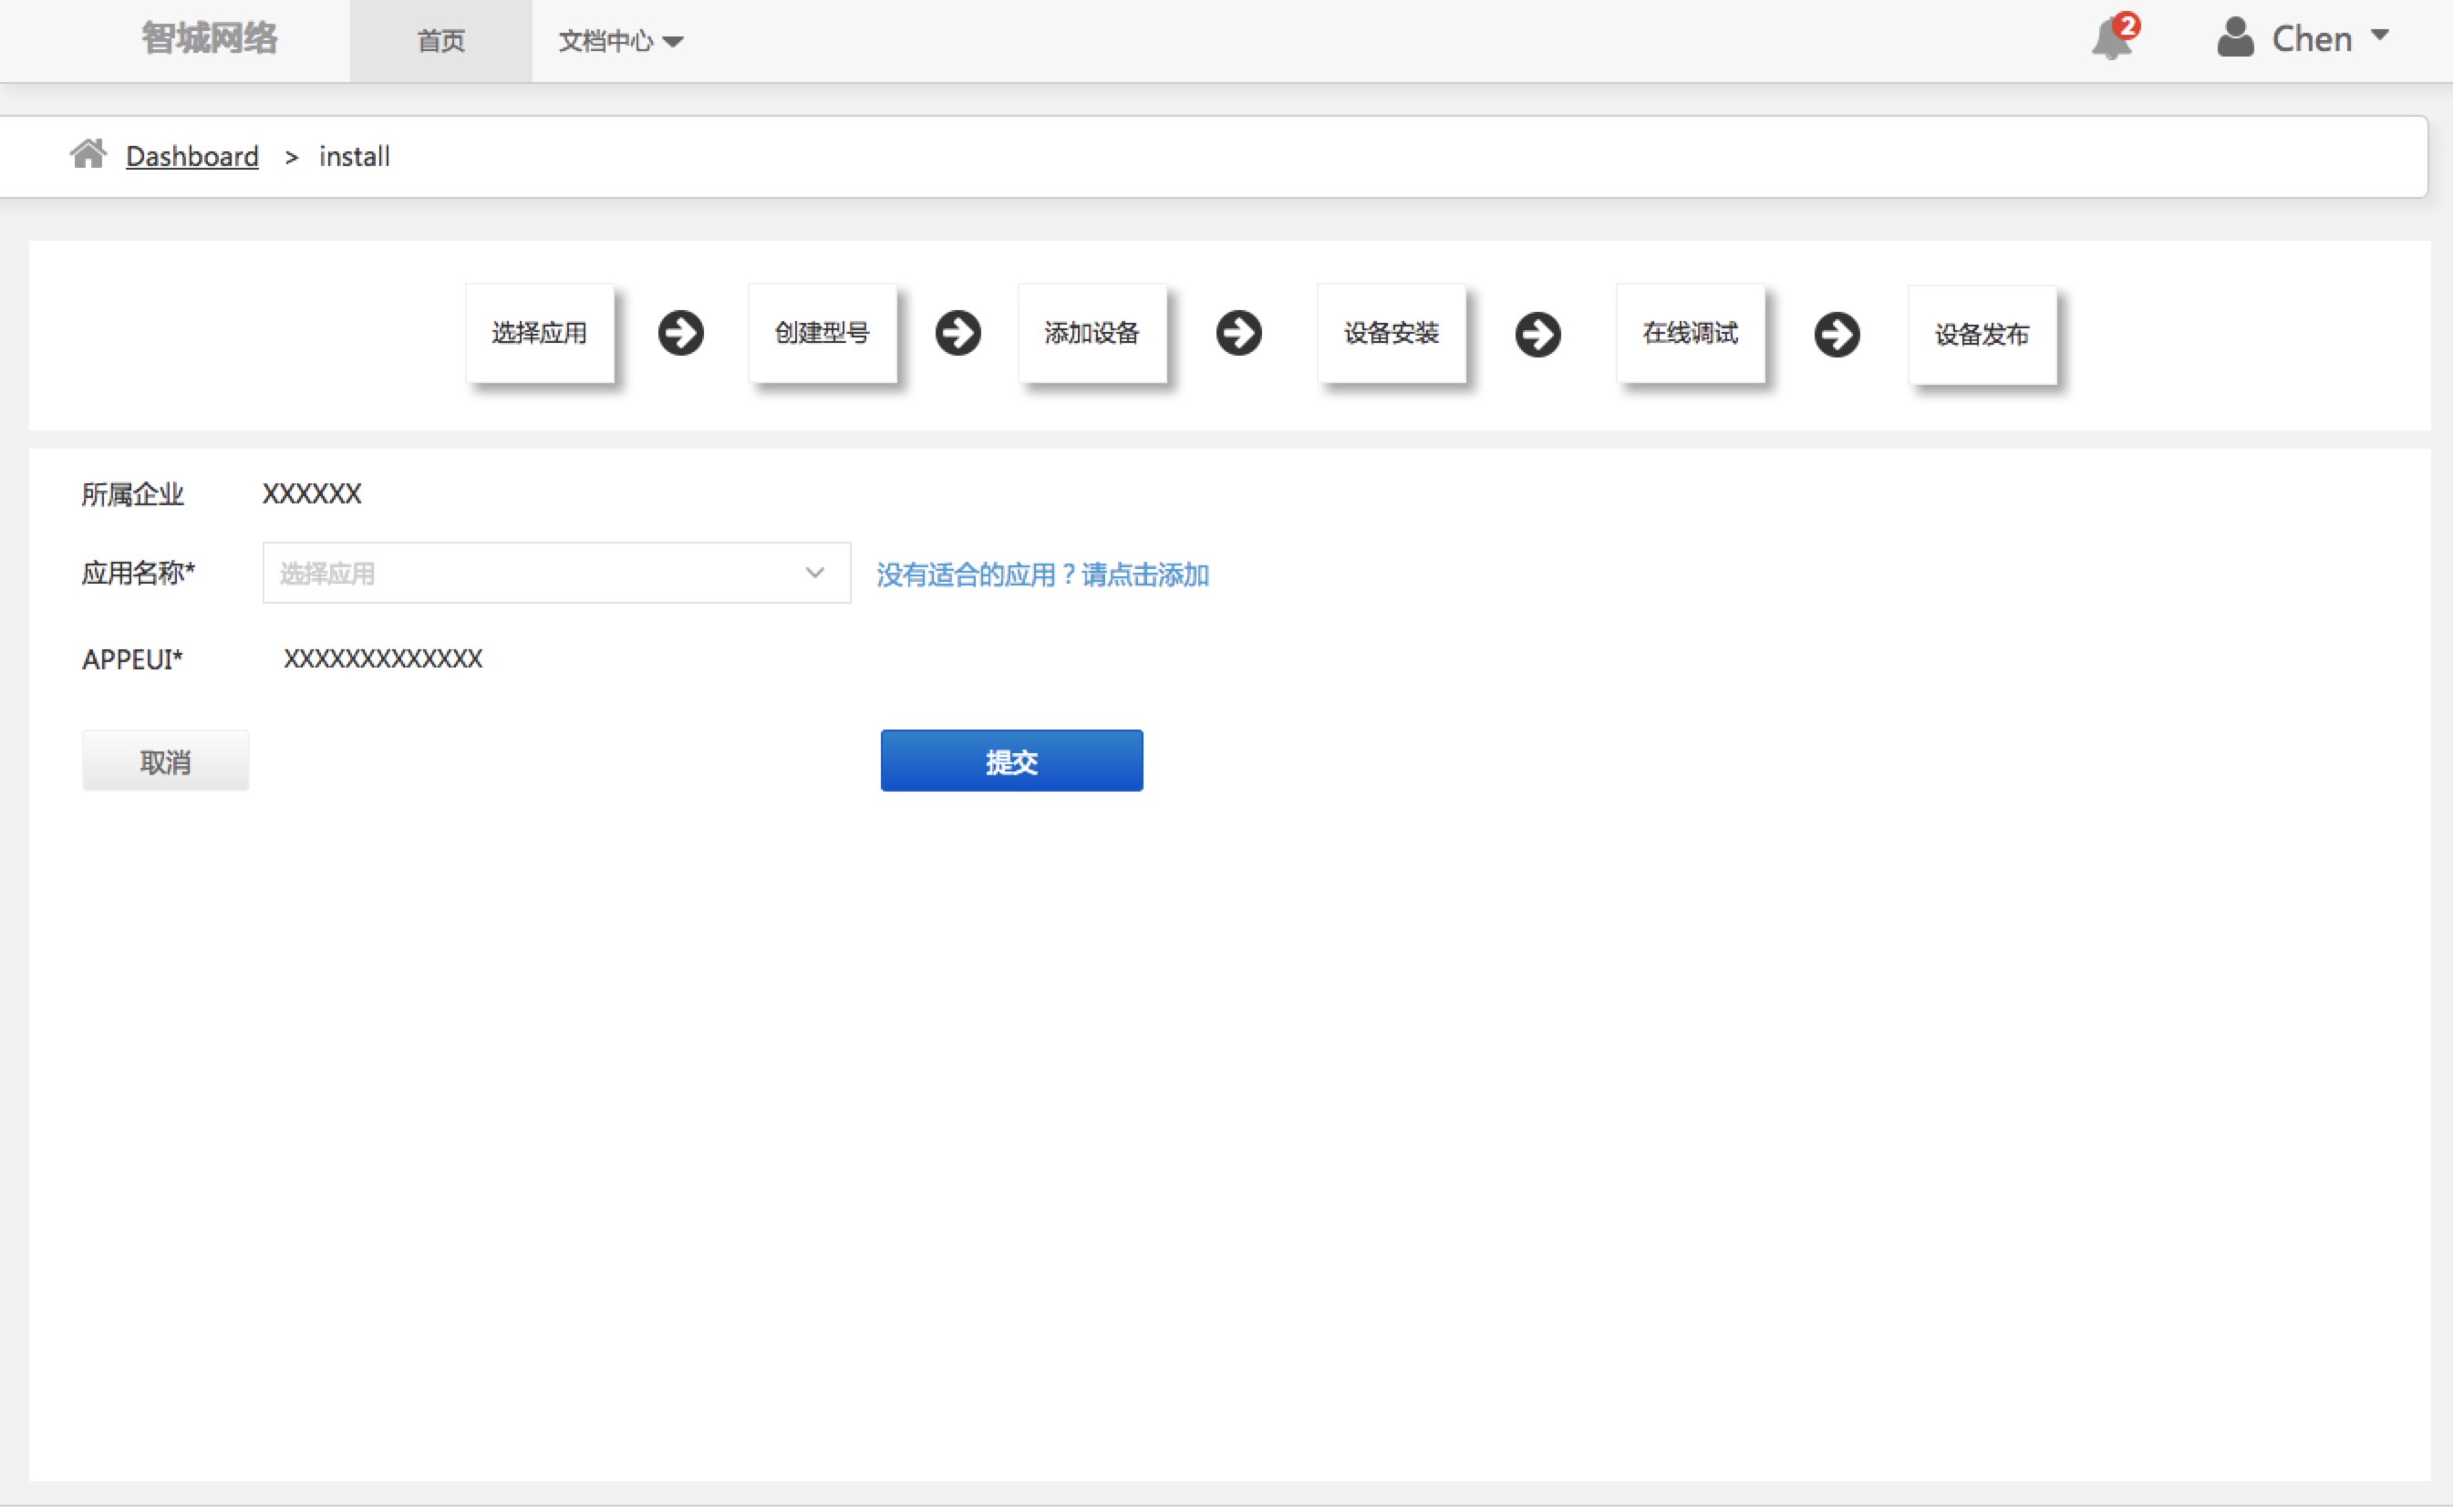 智城网络 首页 文档中心 2 Chen
Dashboard > install
选择应用 创建型号 添加设备 设备安装 在线调试 设备发布
所属企业 XXXXXX
应用名称* 选择应用 没有适合的应用？请点击添加
APPEUI* XXXXXXXXXXXXX
取消 提交